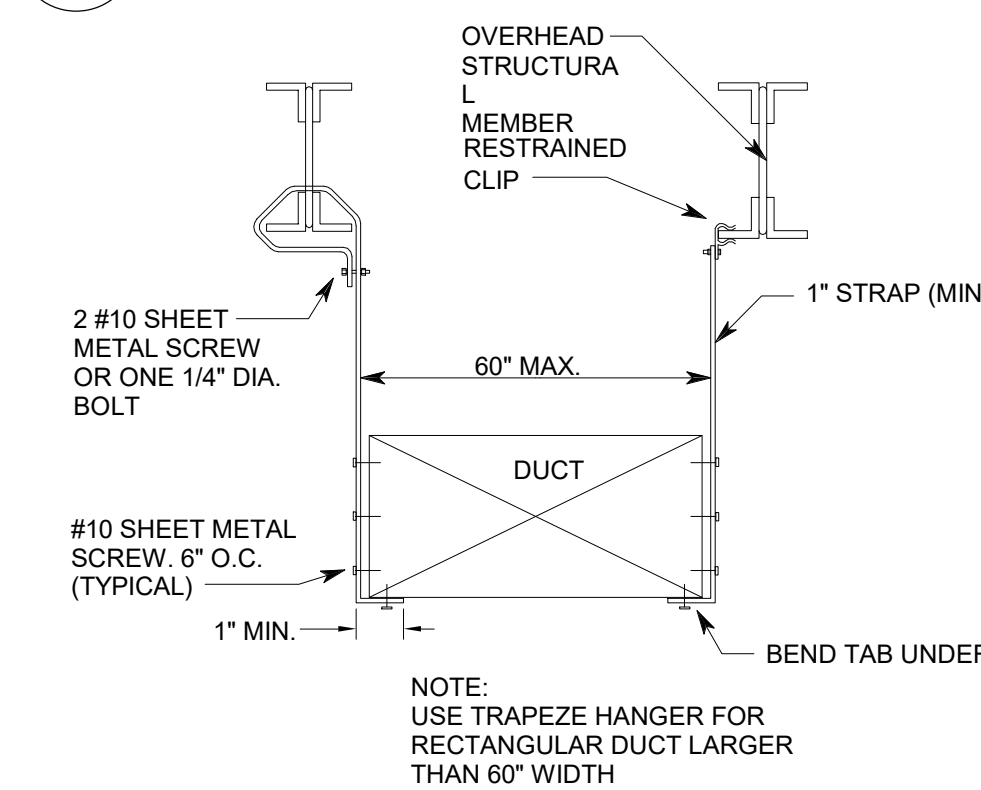 OVERHEAD
STRUCTURA
L
MEMBER
RESTRAINED
CLIP
1" STRAP (MIN
2 #10 SHEET
METAL SCREW
OR ONE 1/4" DIA.
BOLT
60" MAX.
DUCT
#10 SHEET METAL
SCREW. 6" O.C.
(TYPICAL)
1" MIN.
BEND TAB UNDER
NOTE:
USE TRAPEZE HANGER FOR
RECTANGULAR DUCT LARGER
THAN 60" WIDTH